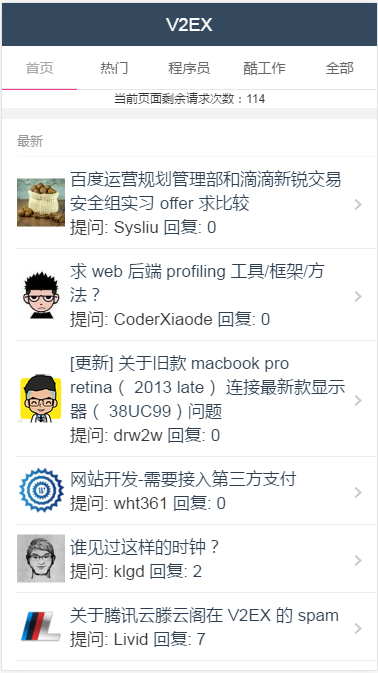 V2EX
首页 热门 程序员 酷工作 全部
当前页面剩余请求次数：114
最新
百度运营规划管理部和滴滴新锐交易
安全组实习 offer 求比较
提问: Sysliu 回复: 0
求 web 后端 profiling 工具/框架/方
法？
提问: CoderXiaode 回复: 0
[更新] 关于旧款 macbook pro
retina（ 2013 late ） 连接最新款显示
器（ 38UC99 ) 问题
提问: drw2w 回复: 0
网站开发-需要接入第三方支付
提问: wht361 回复: 0
谁见过这样的时钟？
提问: klgd 回复: 2
关于腾讯云滕云阁在 V2EX 的 spam
提问: Livid 回复: 7